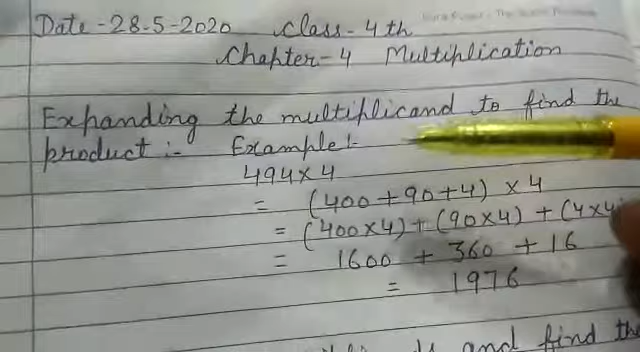 Date - 28-5-2020 Class - 4th
Chapter - 4 Multiplication
Expanding the multiplicand to find the
product :- Example :-
494 x 4
= (400 + 90 + 4) x 4
= (400 x 4) + (90 x 4) + (4 x 4
= 1600 + 360 + 16
= 1976
and find the